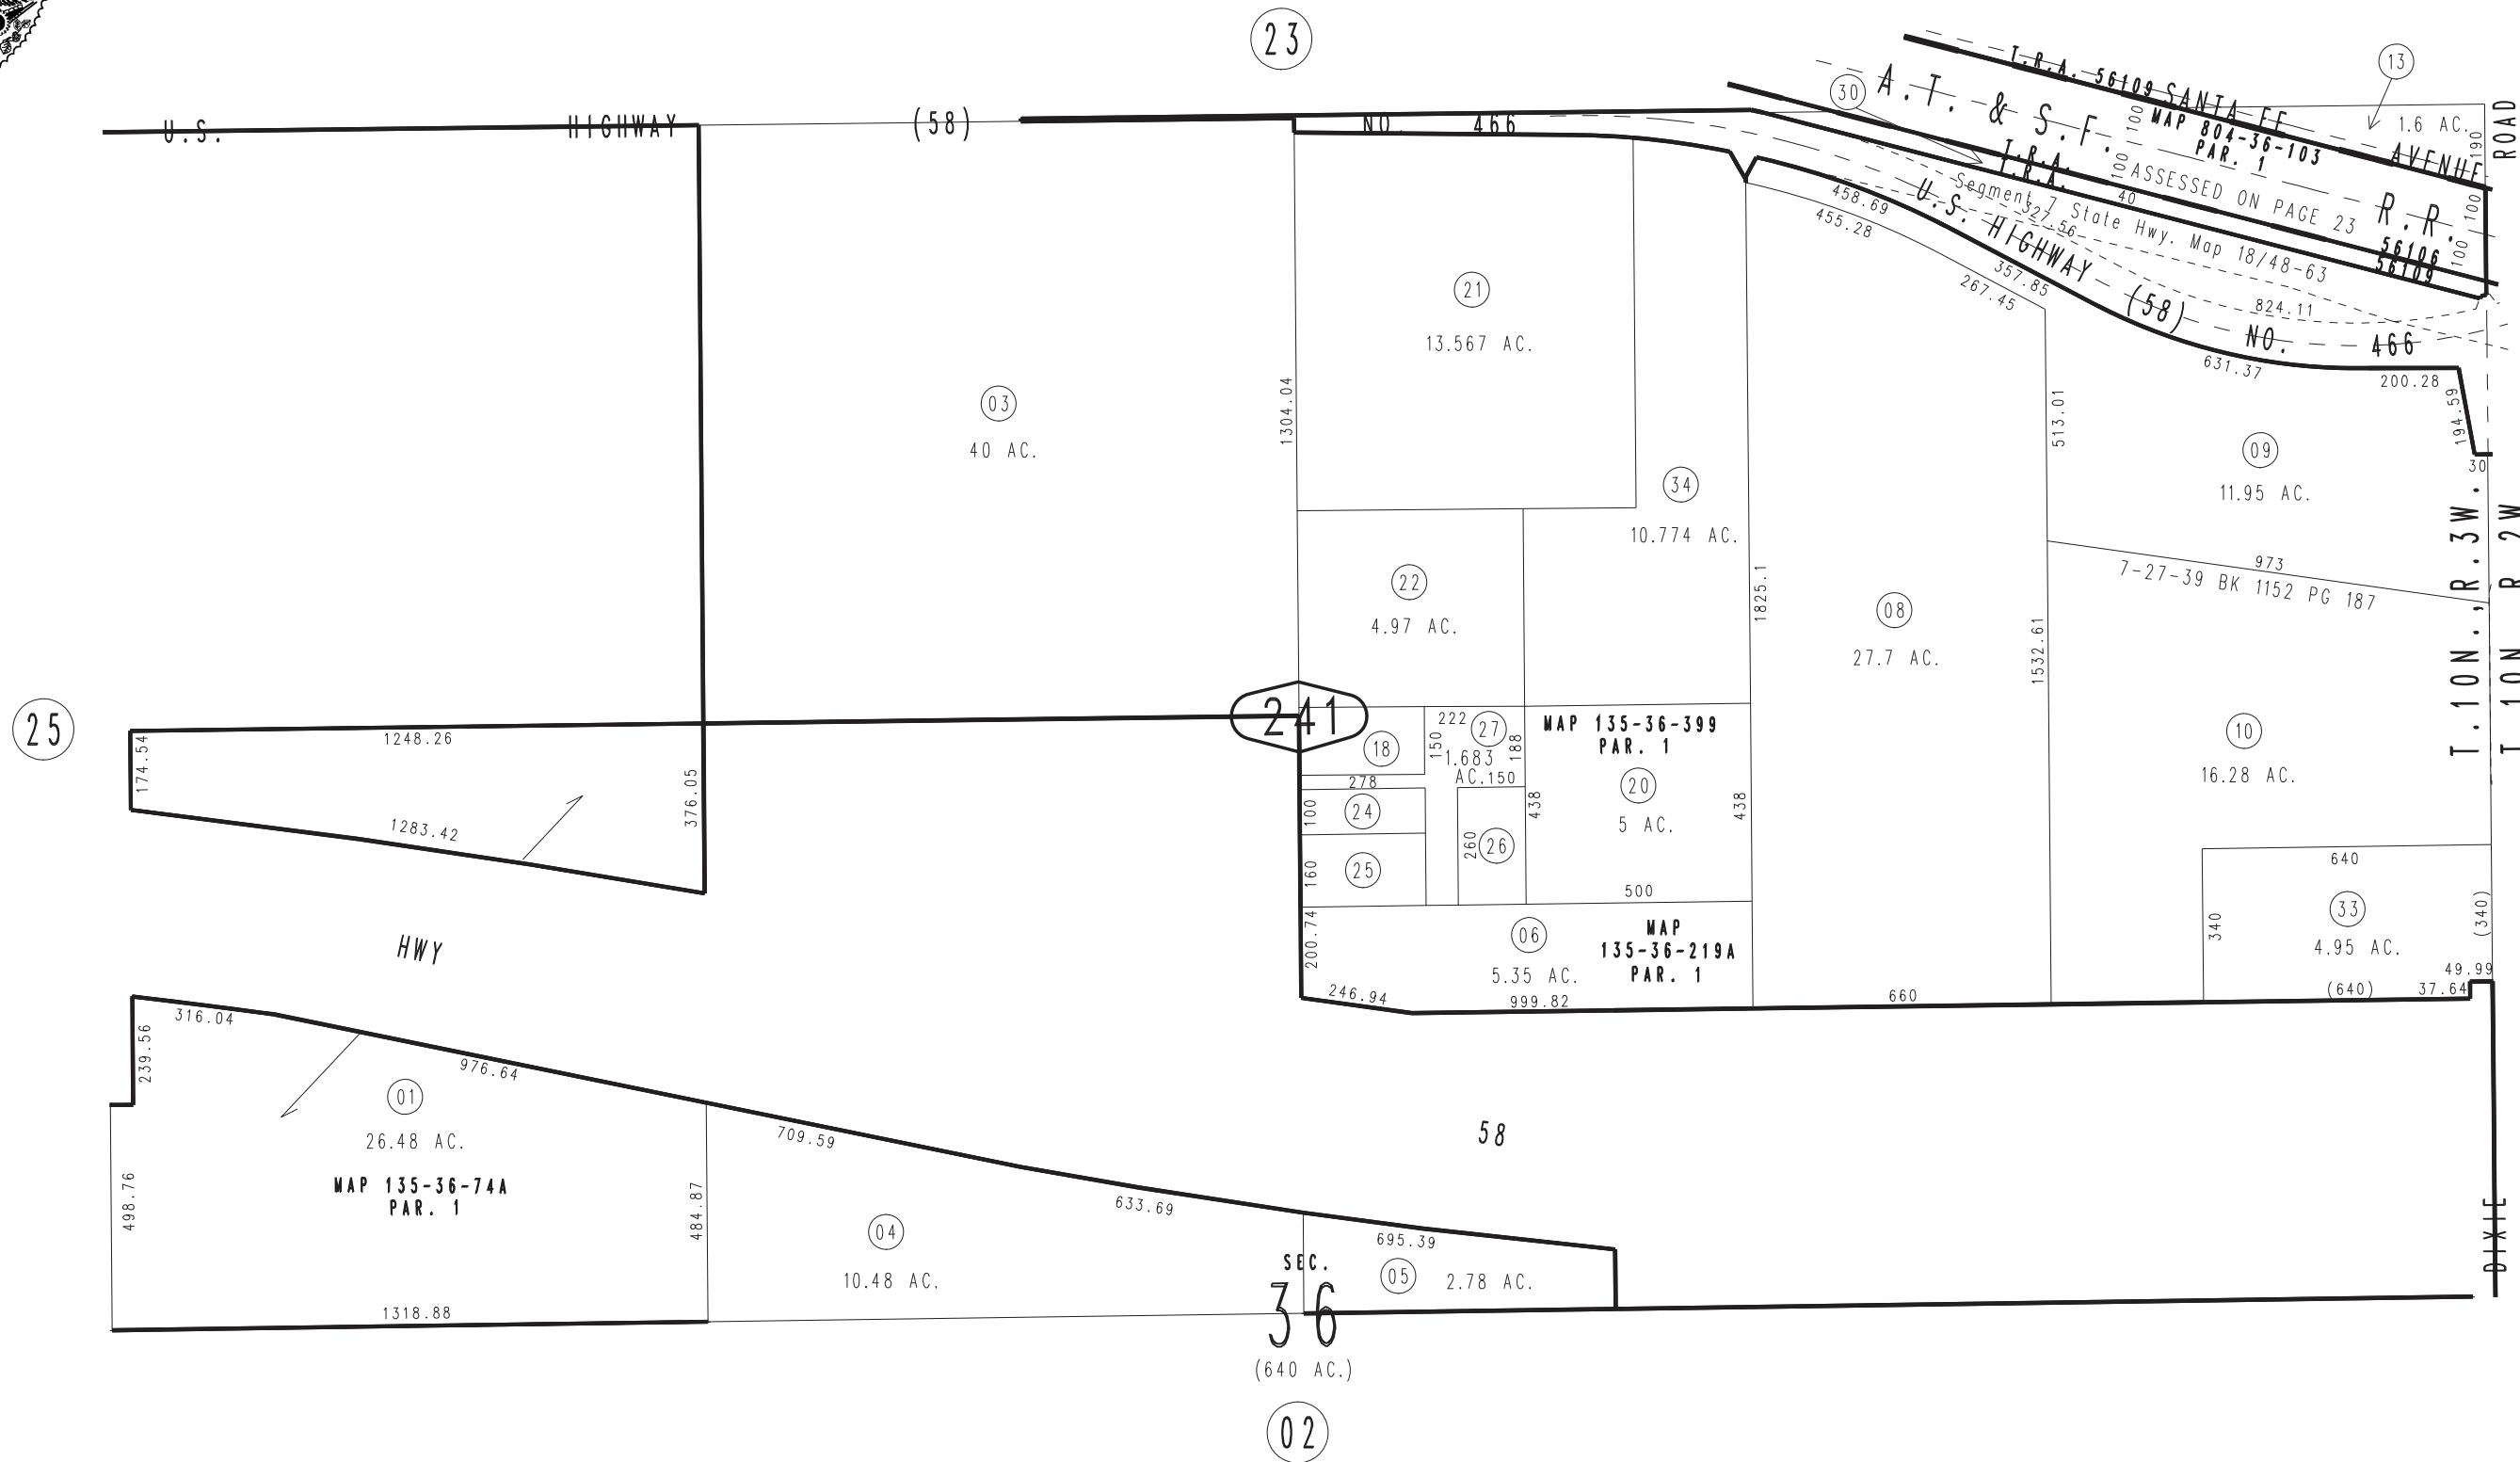 23
13
30
T.R.A. 56109 SANTA FE AVENUE
A.T. & S.F. R.R.
MAP 804-36-103
PAR. 1
1.6 AC.
190
ROAD
100
100
100
100
ASSESSED ON PAGE 23
T.R.A. 56106
T.R.A. 56109
40
Segment 7 State Hwy. Map 18/48-63
327.56
U.S. HIGHWAY (58) NO. 466
U.S. HIGHWAY (58) NO. 466
458.69
455.28
357.85
267.45
824.11
631.37
200.28
194.59
30
21
13.567 AC.
1304.04
03
40 AC.
34
10.774 AC.
513.01
09
11.95 AC.
973
7-27-39 BK 1152 PG 187
T.10N.,R.3W.
T 10N R 2W
22
4.97 AC.
1825.1
08
27.7 AC.
1532.61
25
241
1248.26
174.54
376.05
1283.42
18
222
27
150
1.683
AC.
188
150
278
24
100
25
160
26
260
438
MAP 135-36-399
PAR. 1
20
5 AC.
438
500
10
16.28 AC.
640
33
4.95 AC.
340
(340)
49.99
(640)
37.64
200.74
06
5.35 AC.
MAP
135-36-219A
PAR. 1
246.94
999.82
660
HWY
58
316.04
239.56
976.64
01
26.48 AC.
MAP 135-36-74A
PAR. 1
498.76
484.87
1318.88
709.59
04
10.48 AC.
633.69
695.39
05
2.78 AC.
SEC.
36
(640 AC.)
DIXIE
02